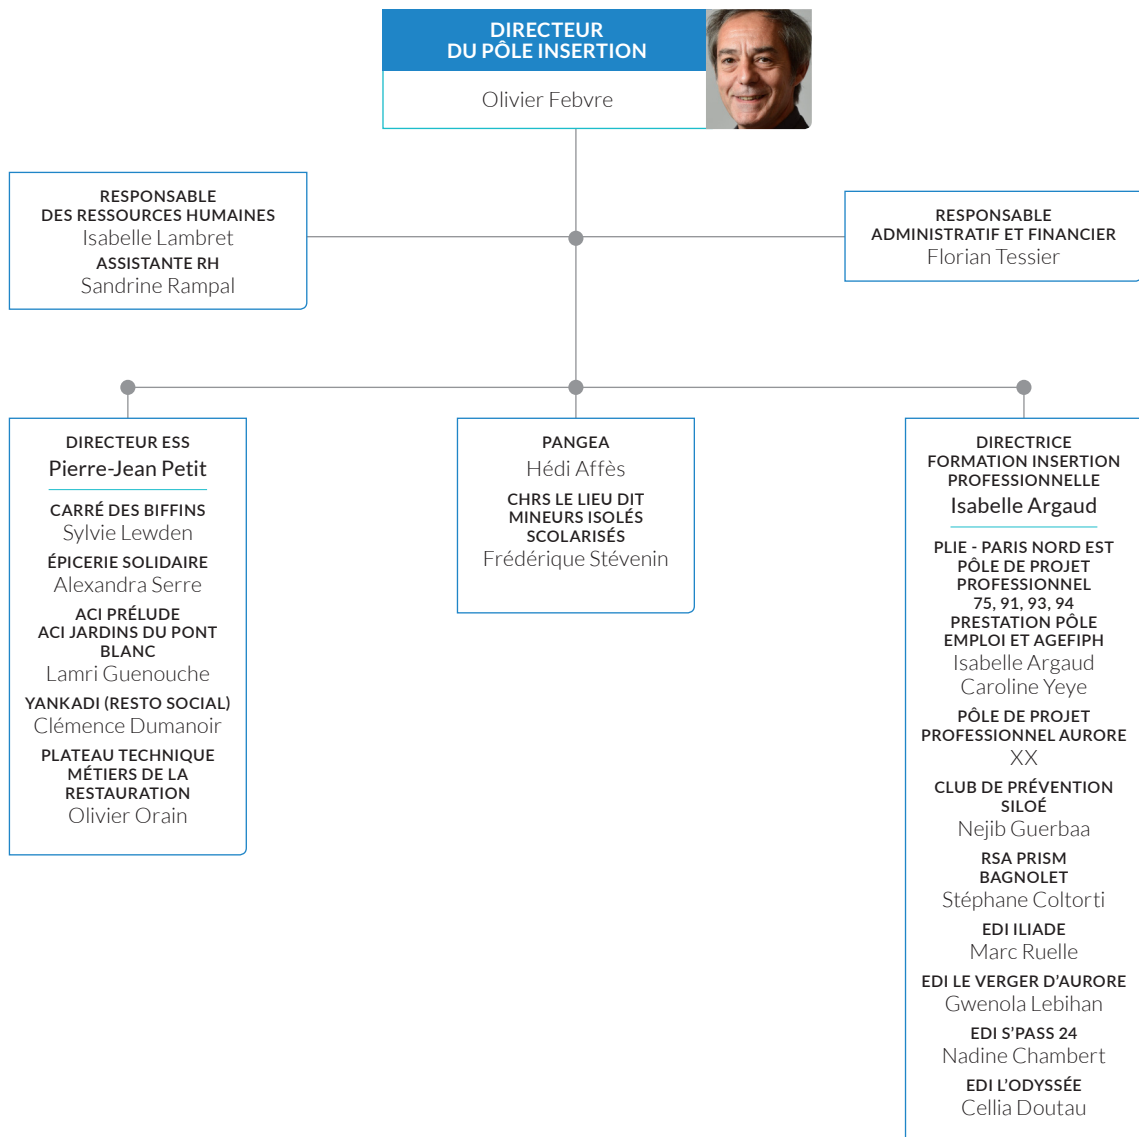 DIRECTEUR
DU PÔLE INSERTION
Olivier Febvre
RESPONSABLE
DES RESSOURCES HUMAINES
Isabelle Lambret
ASSISTANTE RH
Sandrine Rampal
RESPONSABLE
ADMINISTRATIF ET FINANCIER
Florian Tessier
DIRECTEUR ESS
Pierre-Jean Petit
CARRÉ DES BIFFINS
Sylvie Lewden
ÉPICERIE SOLIDAIRE
Alexandra Serre
ACI PRÉLUDE
ACI JARDINS DU PONT
BLANC
Lamri Guenouche
YANKADI (RESTO SOCIAL)
Clémence Dumanoir
PLATEAU TECHNIQUE
MÉTIERS DE LA
RESTAURATION
Olivier Orain
PANGEA
Hédi Affès
CHRS LE LIEU DIT
MINEURS ISOLÉS
SCOLARISÉS
Frédérique Stévenin
DIRECTRICE
FORMATION INSERTION
PROFESSIONNELLE
Isabelle Argaud
PLIE - PARIS NORD EST
PÔLE DE PROJET
PROFESSIONNEL
75, 91, 93, 94
PRESTATION PÔLE
EMPLOI ET AGEFIPH
Isabelle Argaud
Caroline Yeye
PÔLE DE PROJET
PROFESSIONNEL AURORE
XX
CLUB DE PRÉVENTION
SILOÉ
Nejib Guerbaa
RSA PRISM
BAGNOLET
Stéphane Coltorti
EDI ILIADE
Marc Ruelle
EDI LE VERGER D'AURORE
Gwenola Lebihan
EDI S'PASS 24
Nadine Chambert
EDI L'ODYSSÉE
Cellia Doutau